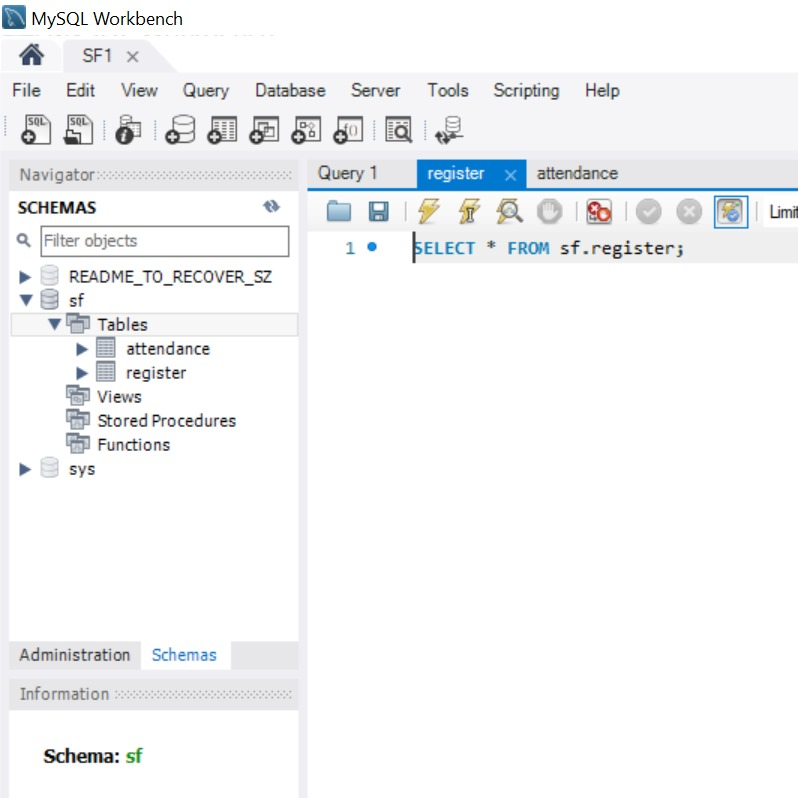 MySQL Workbench
SF1
File Edit View Query Database Server Tools Scripting Help
Navigator
Query 1 register attendance
SCHEMAS
Limit
Filter objects
1 SELECT * FROM sf.register;
README_TO_RECOVER_SZ
sf
Tables
attendance
register
Views
Stored Procedures
Functions
sys
Administration Schemas
Information
Schema: sf